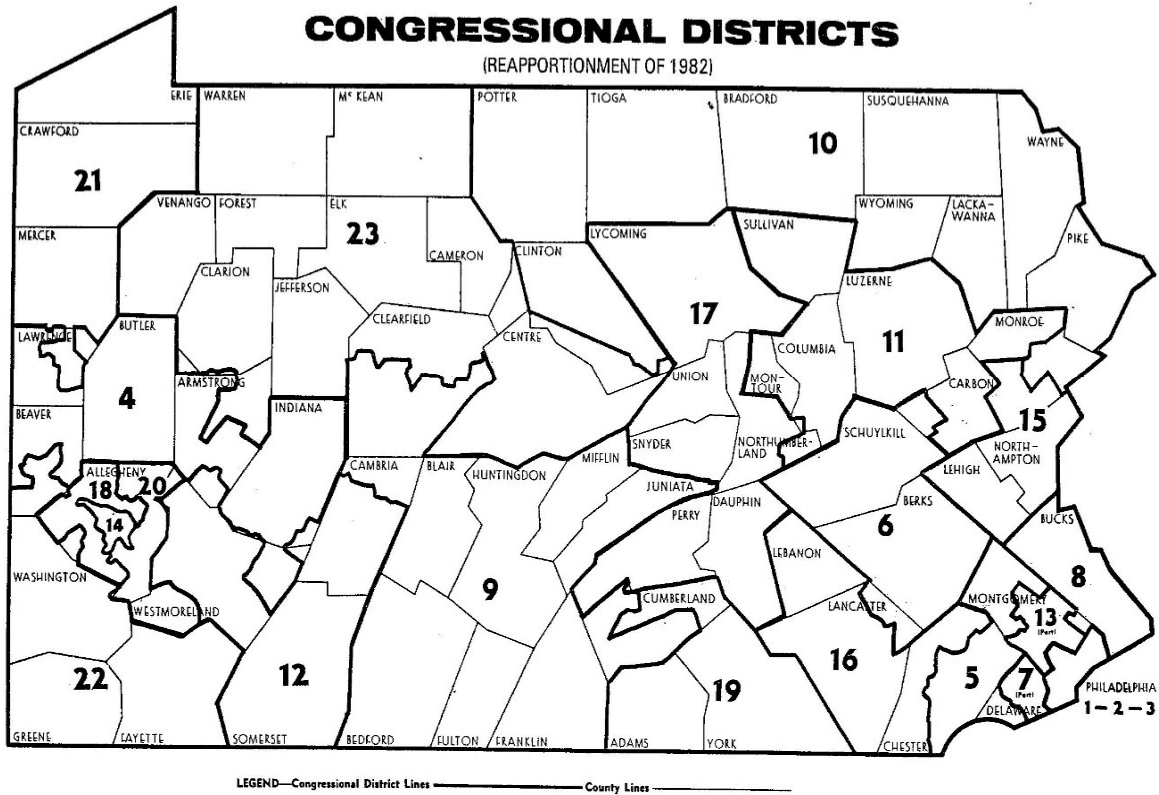 CONGRESSIONAL DISTRICTS
(REAPPORTIONMENT OF 1982)
ERIE
WARREN
Mc KEAN
POTTER
TIOGA
BRADFORD
SUSQUEHANNA
WAYNE
CRAWFORD
21
10
VENANGO
FOREST
ELK
WYOMING
LACKA-
WANNA
MERCER
23
LYCOMING
SULLIVAN
PIKE
CLINTON
CAMERON
CLARION
JEFFERSON
LUZERNE
BUTLER
LAWRENCE
CLEARFIELD
CENTRE
17
MONROE
11
COLUMBIA
UNION
MON-
TOUR
CARBON
ARMSTRONG
4
INDIANA
BEAVER
15
SCHUYLKILL
SNYDER
NORTHUMBER-
LAND
NORTH-
AMPTON
ALLEGHENY
CAMBRIA
BLAIR
HUNTINGDON
MIFFLIN
LEHIGH
18
20
JUNIATA
14
PERRY
DAUPHIN
BERKS
6
BUCKS
LEBANON
WASHINGTON
8
9
CUMBERLAND
MONTGOMERY
LANCASTER
WESTMORELAND
13
(Part)
22
12
16
19
5
7
(Part)
PHILADELPHIA
1-2-3
DELAWARE
GREENE
FAYETTE
SOMERSET
BEDFORD
FULTON
FRANKLIN
ADAMS
YORK
CHESTER
LEGEND—Congressional District Lines
County Lines